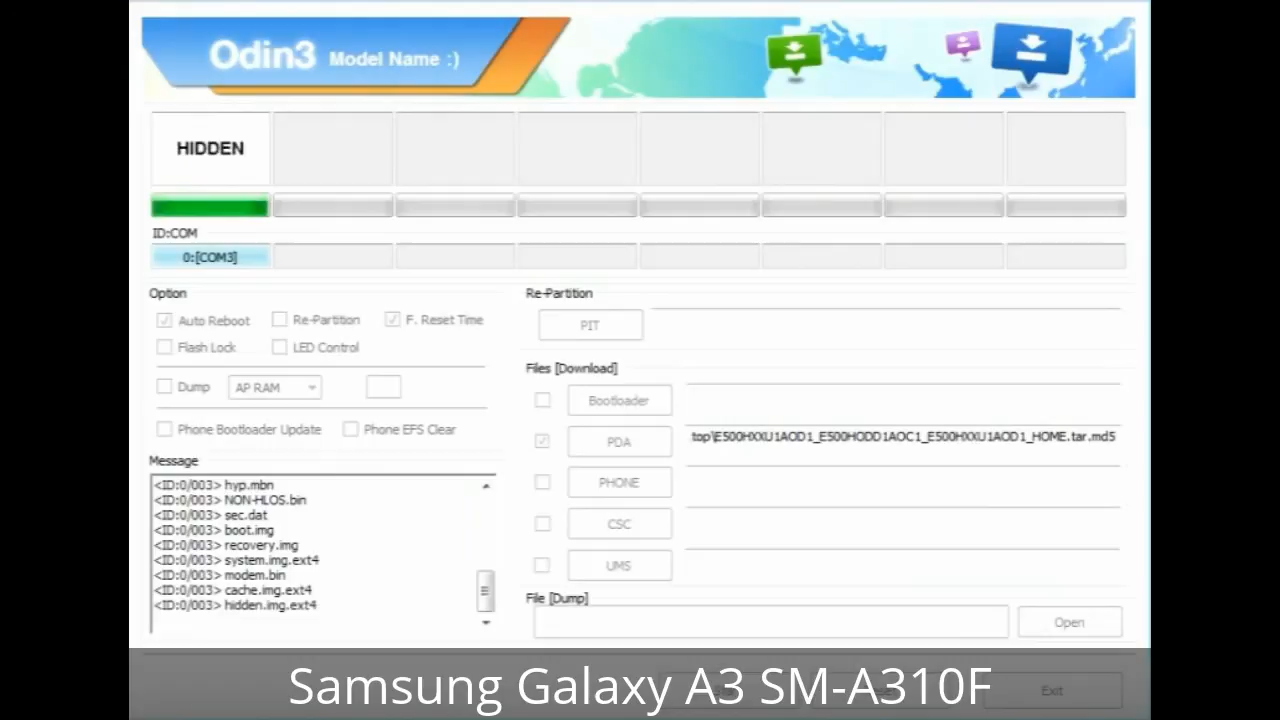 Odin3 Model Name :)
HIDDEN
ID:COM
0:[COM3]
Option
Auto Reboot
Re-Partition
F. Reset Time
Flash Lock
LED Control
Dump
AP RAM
Phone Bootloader Update
Phone EFS Clear
Message
<ID:0/003> hyp.mbn
<ID:0/003> NON-HLOS.bin
<ID:0/003> sec.dat
<ID:0/003> boot.img
<ID:0/003> recovery.img
<ID:0/003> system.img.ext4
<ID:0/003> modem.bin
<ID:0/003> cache.img.ext4
<ID:0/003> hidden.img.ext4
Re-Partition
PIT
Files [Download]
Bootloader
PDA
top\E500HXXU1AOD1_E500HODD1AOC1_E500HXXU1AOD1_HOME.tar.md5
PHONE
CSC
UMS
File [Dump]
Open
Exit
Samsung Galaxy A3 SM-A310F